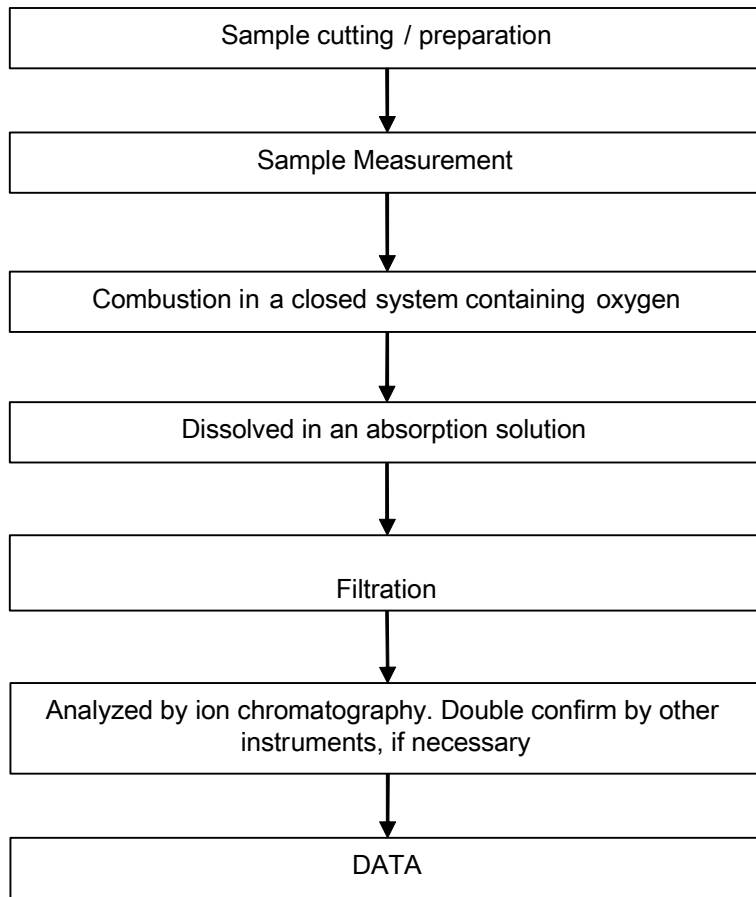 Sample cutting / preparation
Sample Measurement
Combustion in a closed system containing oxygen
Dissolved in an absorption solution
Filtration
Analyzed by ion chromatography. Double confirm by other
instruments, if necessary
DATA